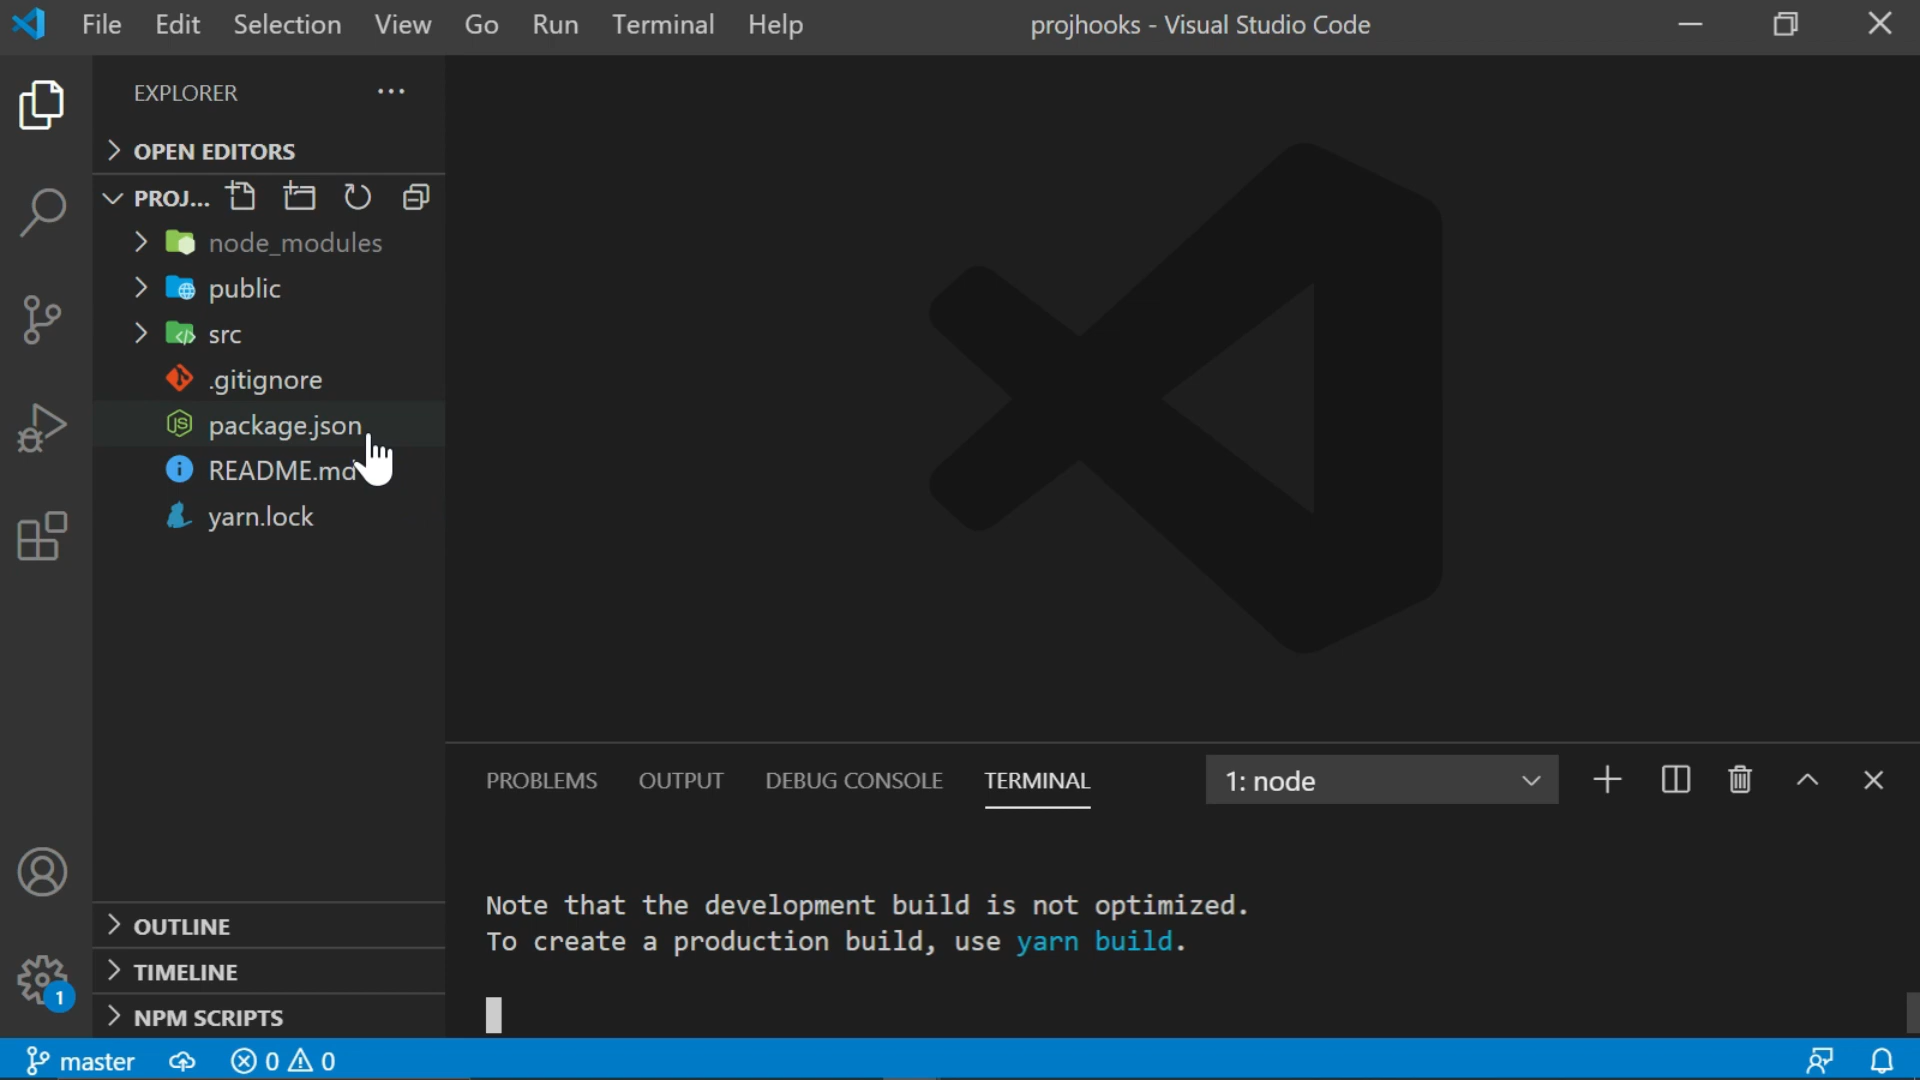 File Edit Selection View Go Run Terminal Help projhooks - Visual Studio Code
EXPLORER
OPEN EDITORS
PROJ...
node_modules
public
src
.gitignore
package.json
README.md
yarn.lock
OUTLINE
TIMELINE
NPM SCRIPTS
PROBLEMS OUTPUT DEBUG CONSOLE TERMINAL 1: node
Note that the development build is not optimized.
To create a production build, use yarn build.
1
master 0 0